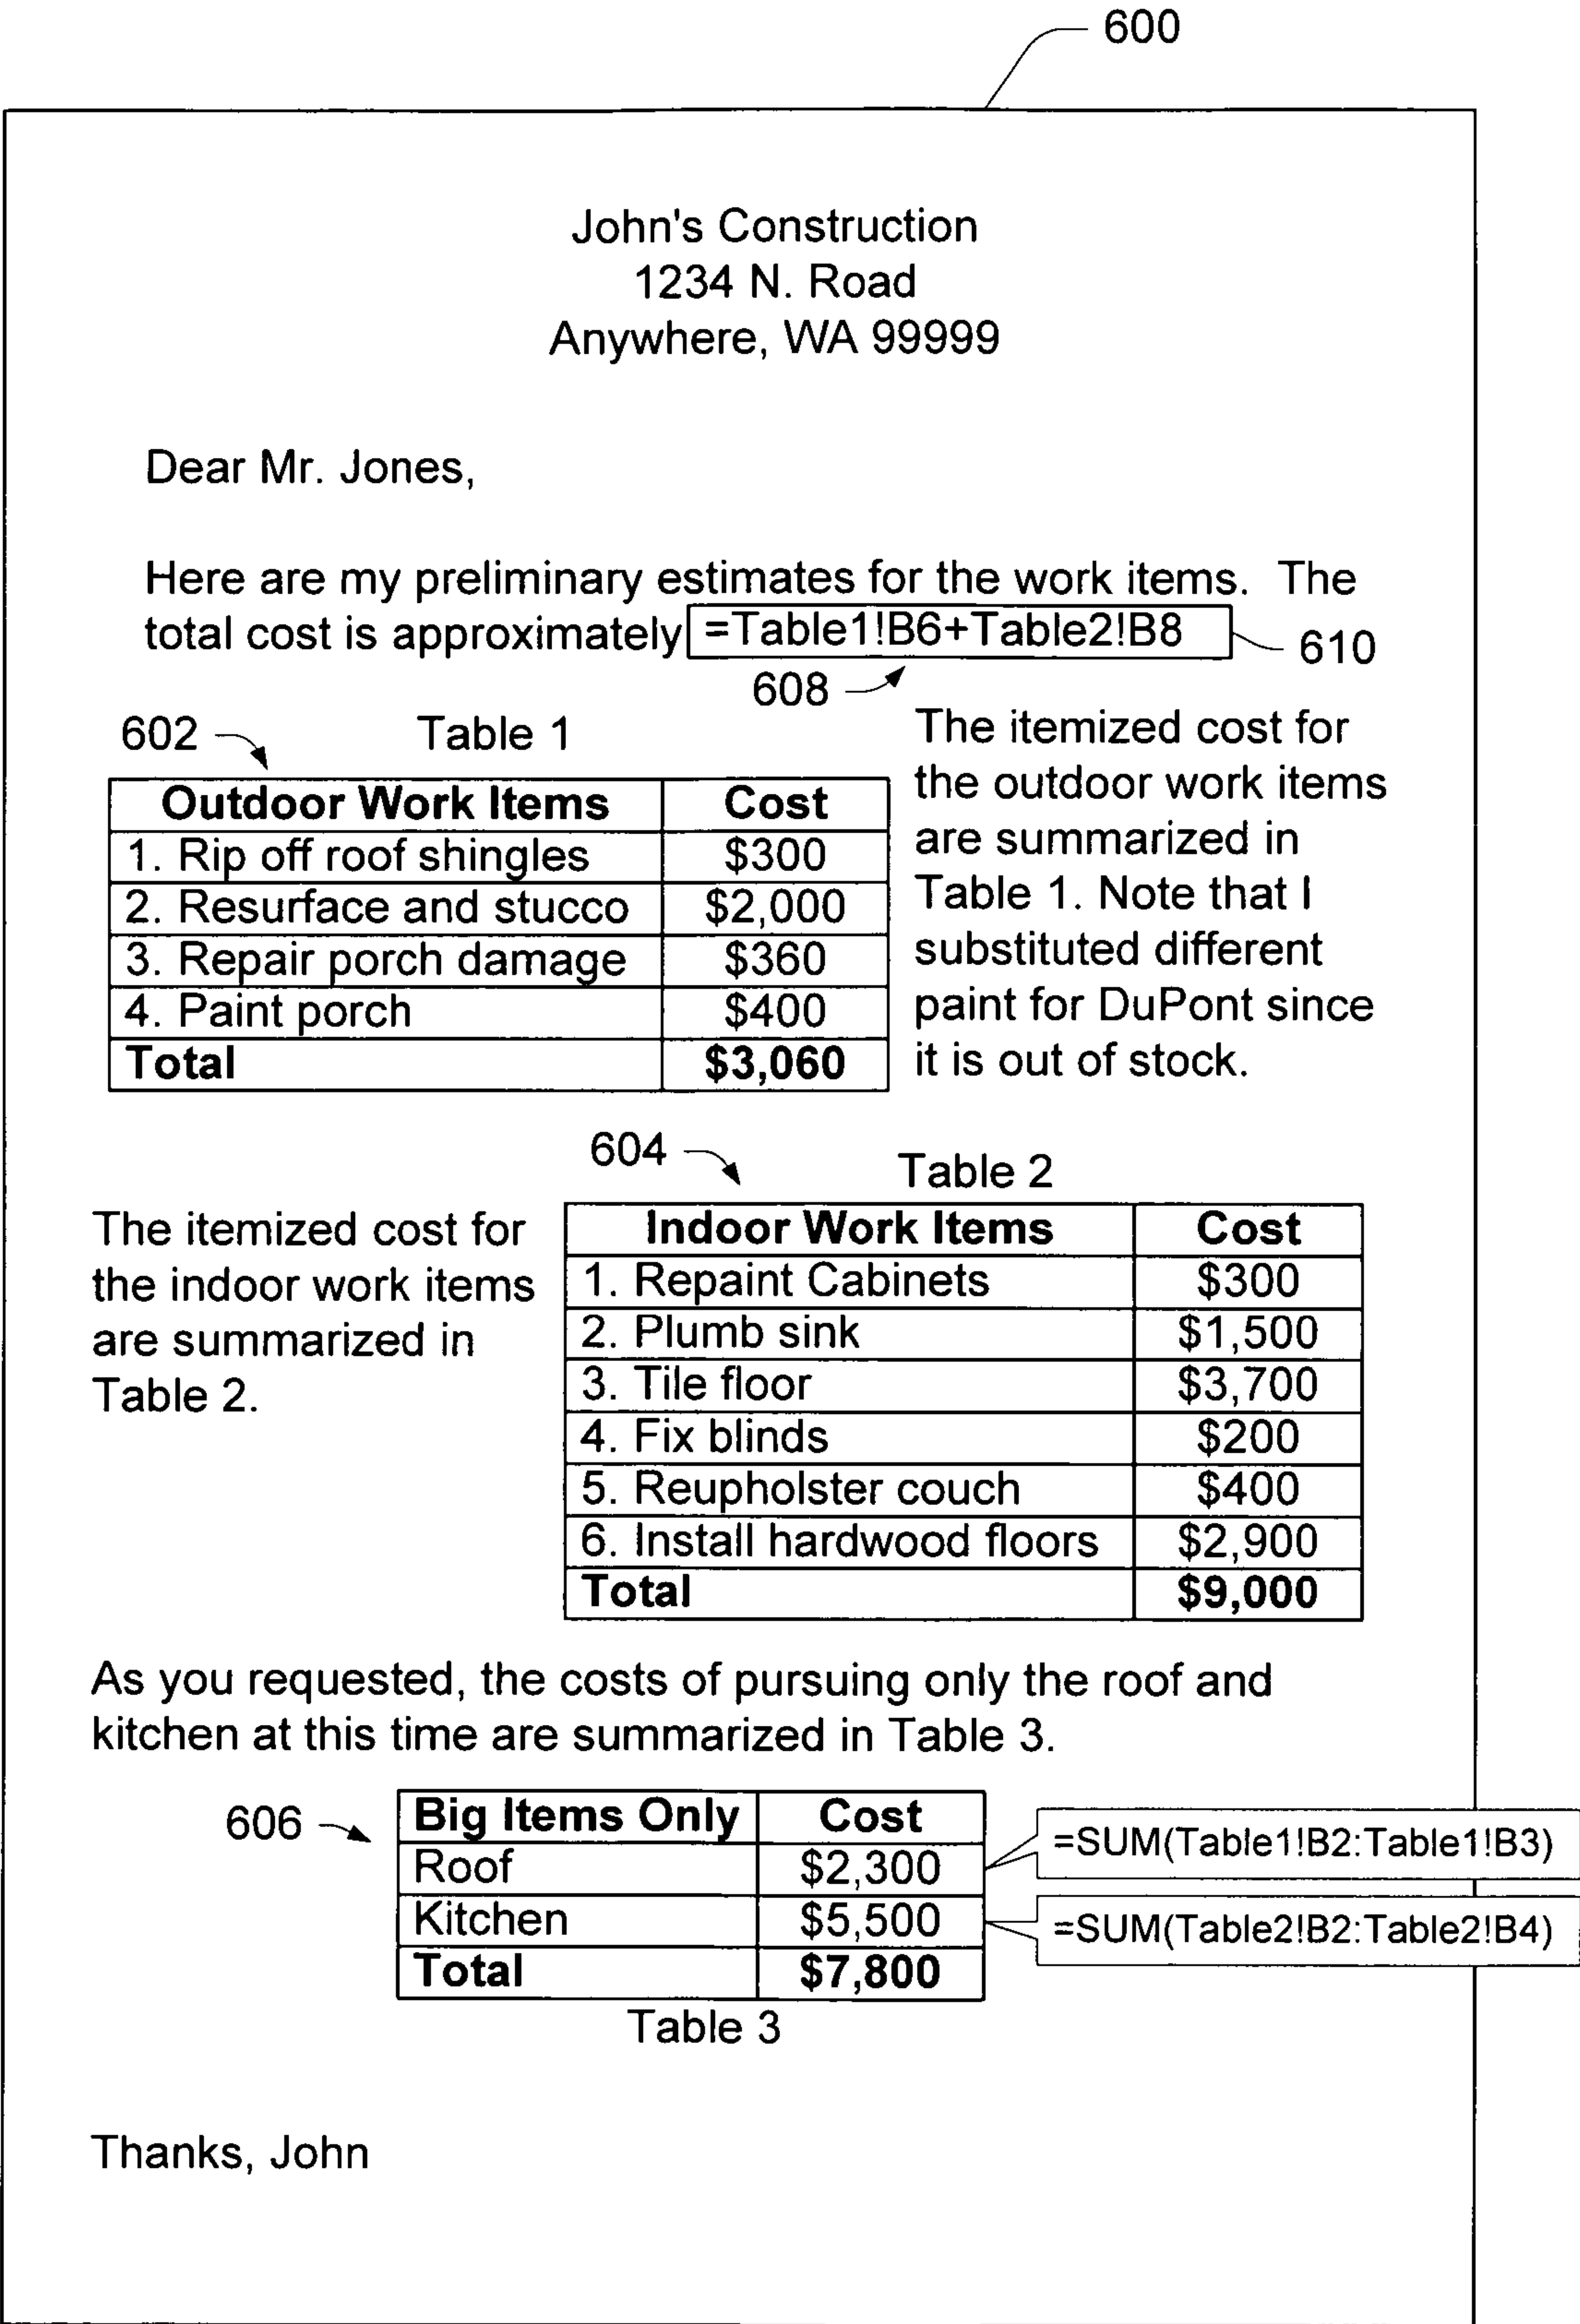 600
John's Construction
1234 N. Road
Anywhere, WA 99999
Dear Mr. Jones,
Here are my preliminary estimates for the work items. The
total cost is approximately =Table1!B6+Table2!B8 610
608
602 Table 1
Outdoor Work Items Cost
1. Rip off roof shingles $300
2. Resurface and stucco $2,000
3. Repair porch damage $360
4. Paint porch $400
Total $3,060
The itemized cost for
the outdoor work items
are summarized in
Table 1. Note that I
substituted different
paint for DuPont since
it is out of stock.
The itemized cost for
the indoor work items
are summarized in
Table 2.
604 Table 2
Indoor Work Items Cost
1. Repaint Cabinets $300
2. Plumb sink $1,500
3. Tile floor $3,700
4. Fix blinds $200
5. Reupholster couch $400
6. Install hardwood floors $2,900
Total $9,000
As you requested, the costs of pursuing only the roof and
kitchen at this time are summarized in Table 3.
606 Big Items Only Cost
Roof $2,300 =SUM(Table1!B2:Table1!B3)
Kitchen $5,500 =SUM(Table2!B2:Table2!B4)
Total $7,800
Table 3
Thanks, John